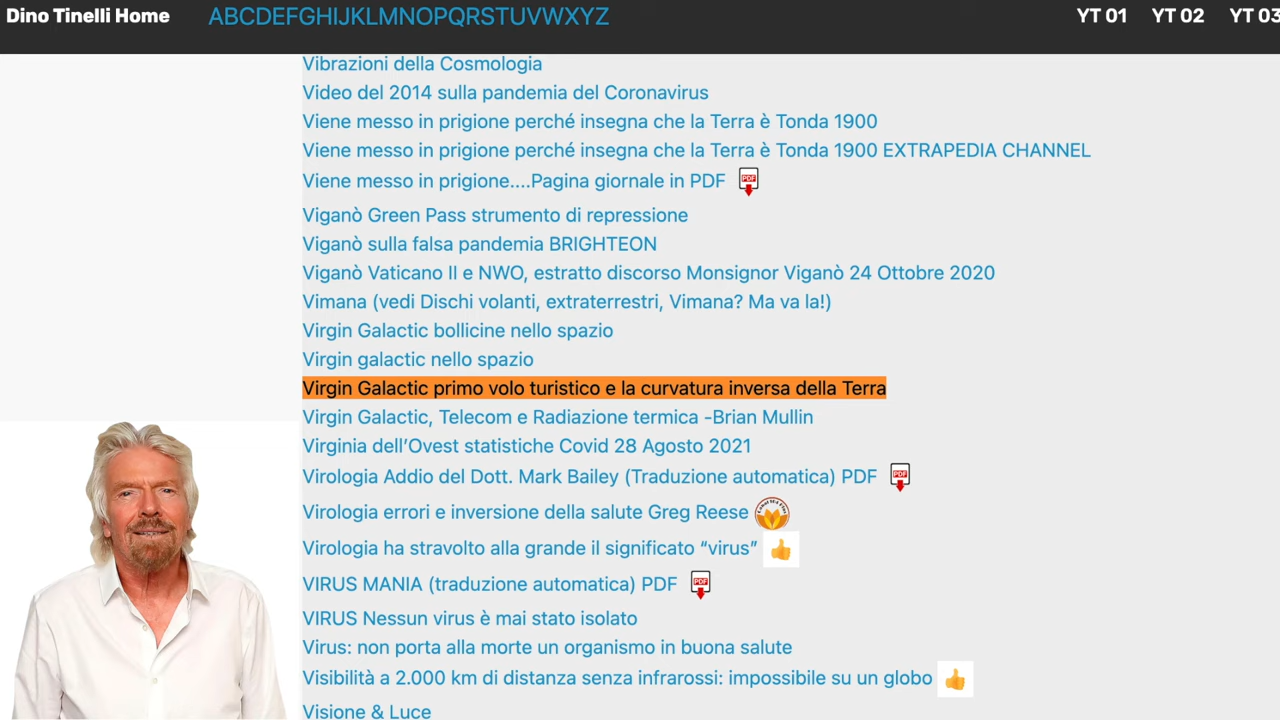 Dino Tinelli Home
ABCDEFGHIJKLMNOPQRSTUVWXYZ
YT 01 YT 02 YT 03
Vibrazioni della Cosmologia
Video del 2014 sulla pandemia del Coronavirus
Viene messo in prigione perché insegna che la Terra è Tonda 1900
Viene messo in prigione perché insegna che la Terra è Tonda 1900 EXTRAPEDIA CHANNEL
Viene messo in prigione....Pagina giornale in PDF PDF
Viganò Green Pass strumento di repressione
Viganò sulla falsa pandemia BRIGHTEON
Viganò Vaticano II e NWO, estratto discorso Monsignor Viganò 24 Ottobre 2020
Vimana (vedi Dischi volanti, extraterrestri, Vimana? Ma va la!)
Virgin Galactic bollicine nello spazio
Virgin galactic nello spazio
Virgin Galactic primo volo turistico e la curvatura inversa della Terra
Virgin Galactic, Telecom e Radiazione termica -Brian Mullin
Virginia dell’Ovest statistiche Covid 28 Agosto 2021
Virologia Addio del Dott. Mark Bailey (Traduzione automatica) PDF PDF
Virologia errori e inversione della salute Greg Reese
Virologia ha stravolto alla grande il significato “virus”
VIRUS MANIA (traduzione automatica) PDF PDF
VIRUS Nessun virus è mai stato isolato
Virus: non porta alla morte un organismo in buona salute
Visibilità a 2.000 km di distanza senza infrarossi: impossibile su un globo
Visione & Luce